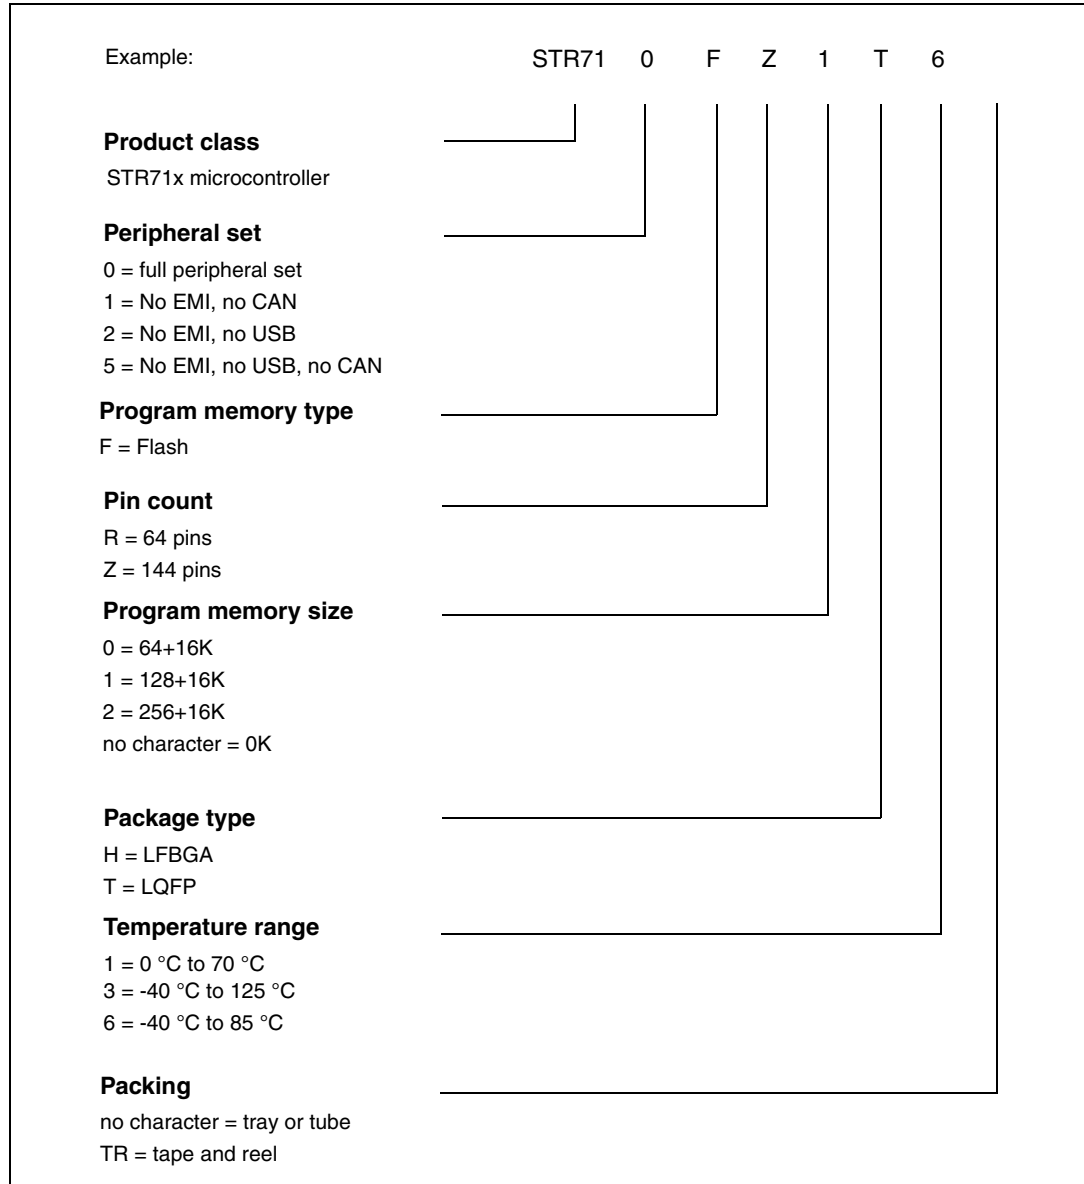 Example: STR71 0 F Z 1 T 6
Product class
STR71x microcontroller
Peripheral set
0 = full peripheral set
1 = No EMI, no CAN
2 = No EMI, no USB
5 = No EMI, no USB, no CAN
Program memory type
F = Flash
Pin count
R = 64 pins
Z = 144 pins
Program memory size
0 = 64+16K
1 = 128+16K
2 = 256+16K
no character = 0K
Package type
H = LFBGA
T = LQFP
Temperature range
1 = 0 °C to 70 °C
3 = -40 °C to 125 °C
6 = -40 °C to 85 °C
Packing
no character = tray or tube
TR = tape and reel